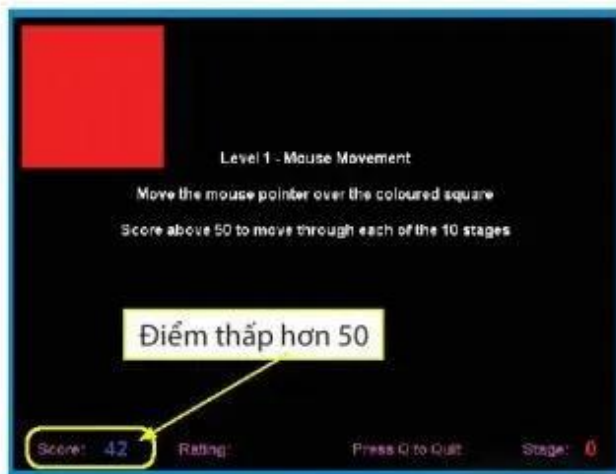 Level 1 - Mouse Movement
Move the mouse pointer over the coloured square
Score above 50 to move through each of the 10 stages
Điểm thấp hơn 50
Score: 42 Rating: Press Q to Quit Stage: 0